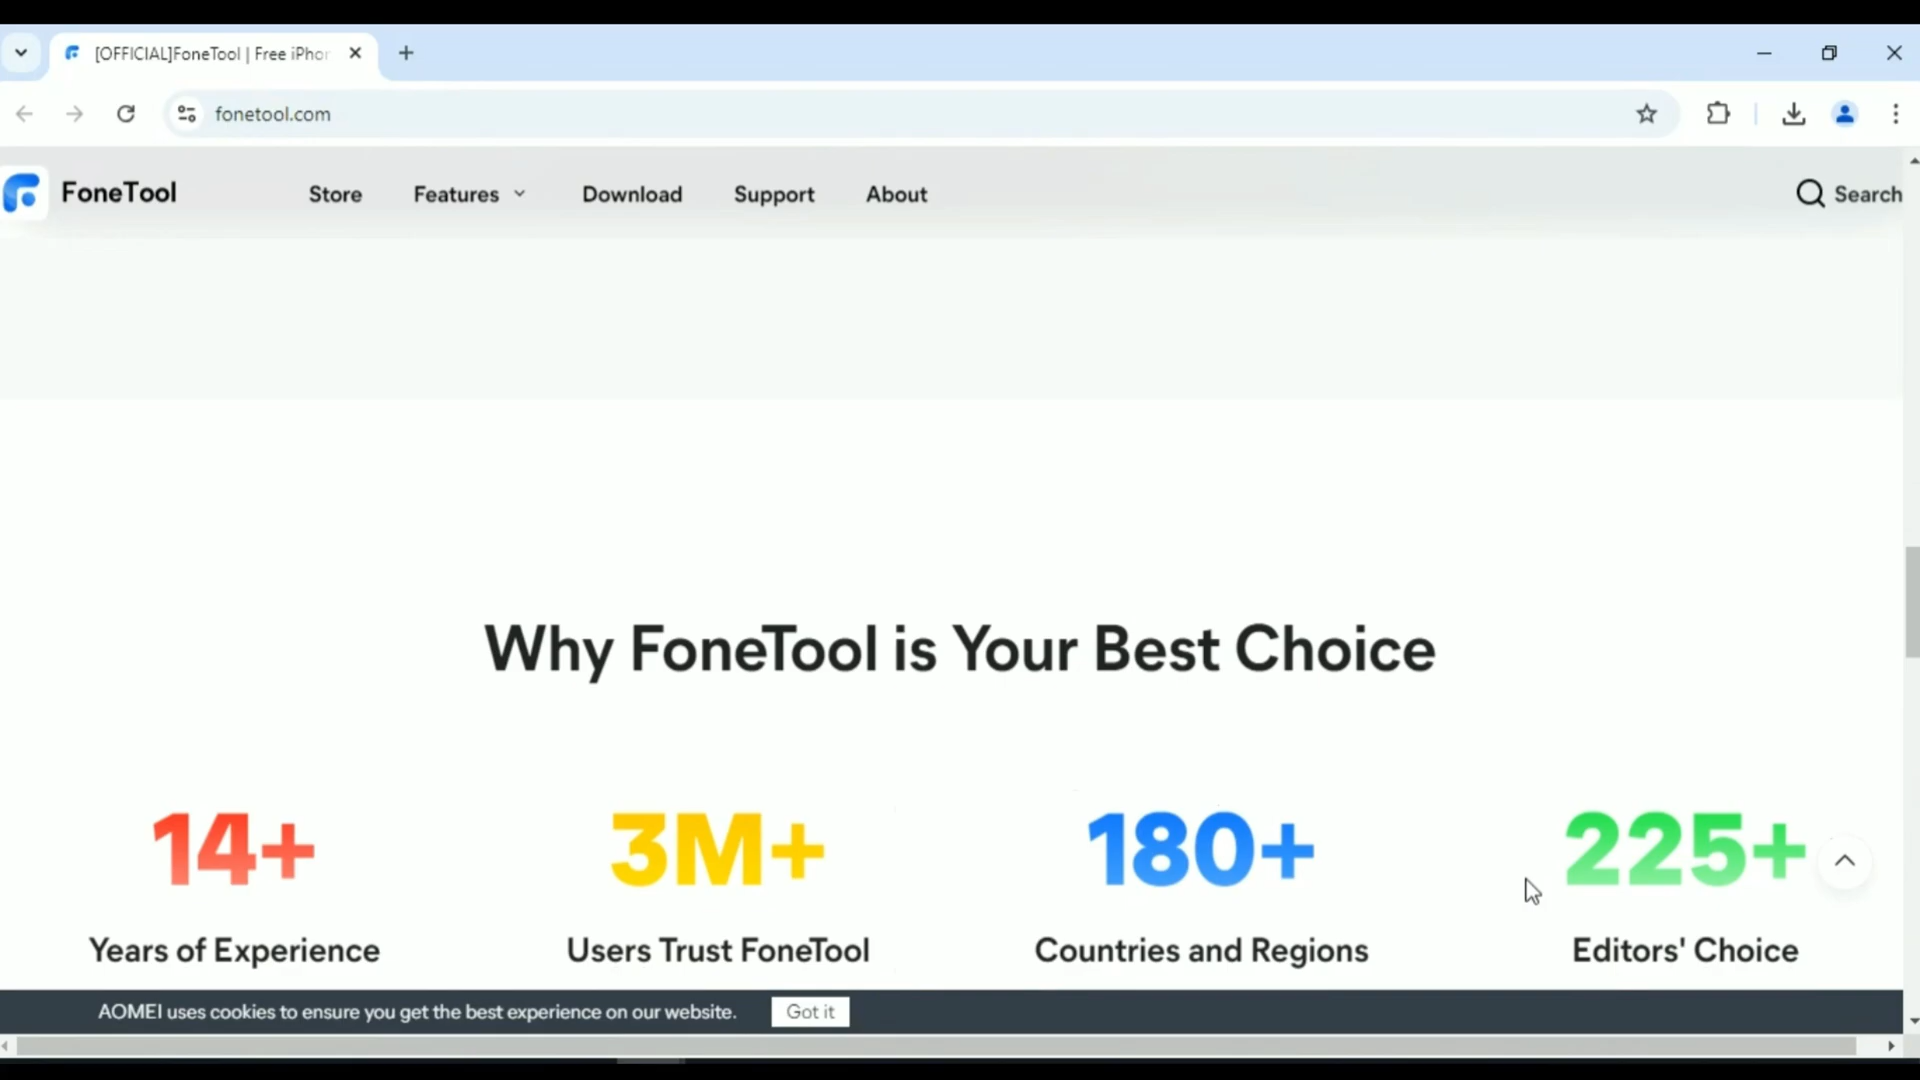 [OFFICIAL]FoneTool | Free iPhor
fonetool.com
FoneTool
Store
Features
Download
Support
About
Search
Why FoneTool is Your Best Choice
14+
3M+
180+
225+
Years of Experience
Users Trust FoneTool
Countries and Regions
Editors' Choice
AOMEI uses cookies to ensure you get the best experience on our website.
Got it